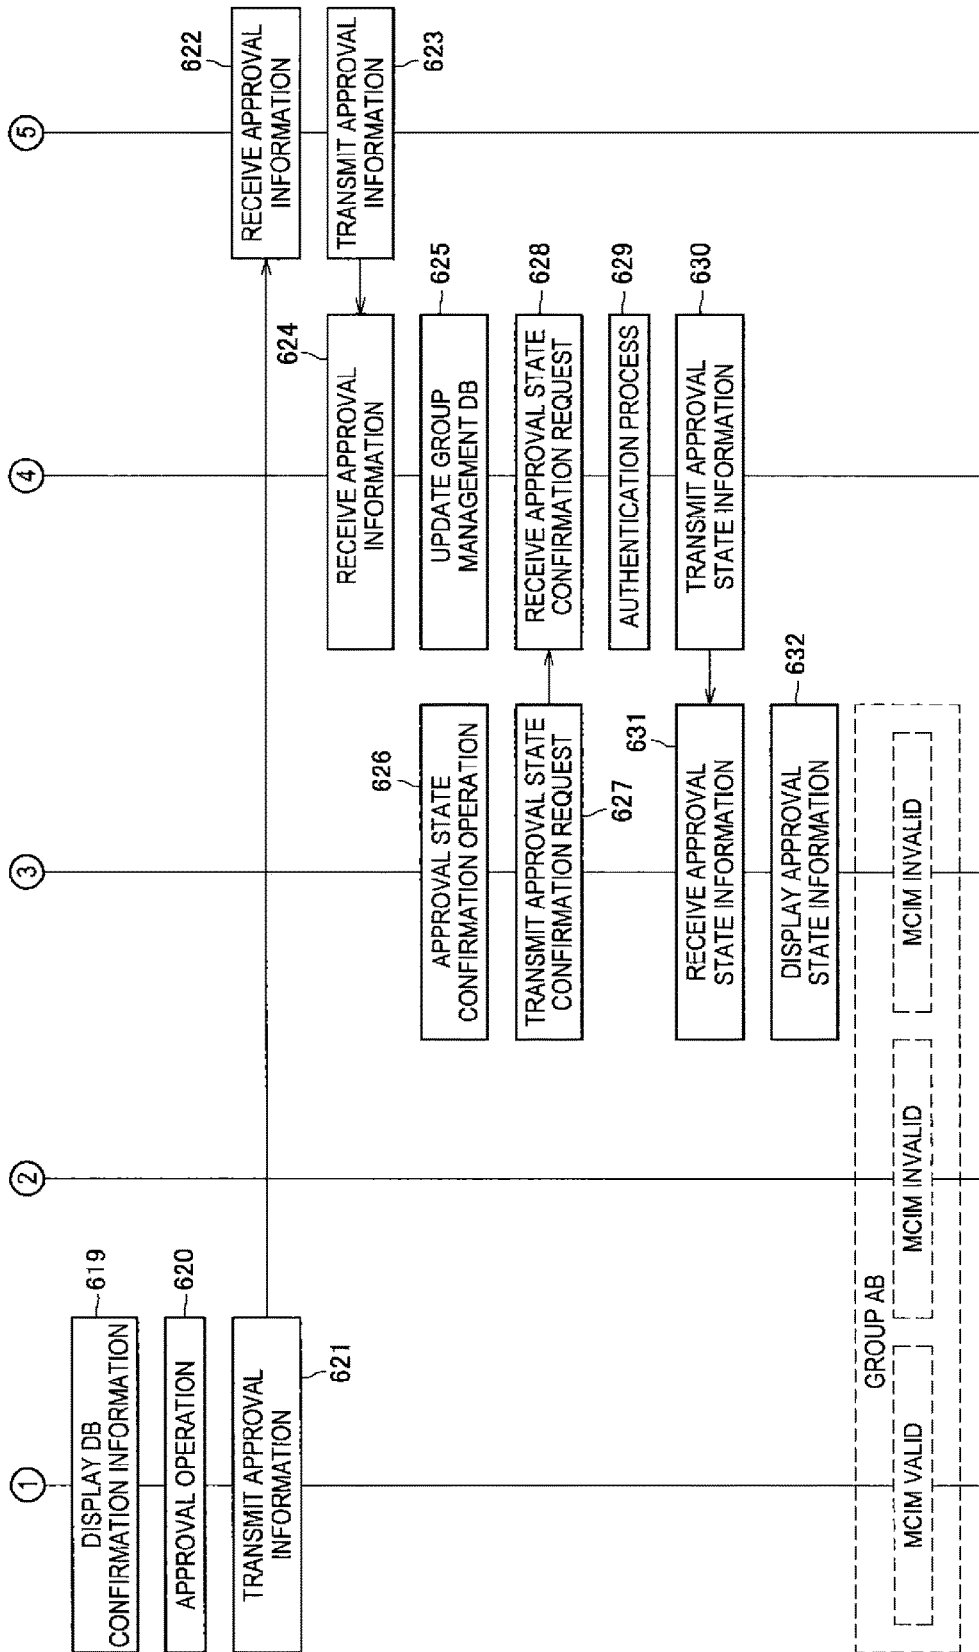 1
2
3
4
5
DISPLAY DB
CONFIRMATION INFORMATION
619
APPROVAL OPERATION
620
TRANSMIT APPROVAL
INFORMATION
621
RECEIVE APPROVAL
INFORMATION
622
TRANSMIT APPROVAL
INFORMATION
623
RECEIVE APPROVAL
INFORMATION
624
UPDATE GROUP
MANAGEMENT DB
625
APPROVAL STATE
CONFIRMATION OPERATION
626
TRANSMIT APPROVAL STATE
CONFIRMATION REQUEST
627
RECEIVE APPROVAL STATE
CONFIRMATION REQUEST
628
AUTHENTICATION PROCESS
629
TRANSMIT APPROVAL
STATE INFORMATION
630
RECEIVE APPROVAL
STATE INFORMATION
631
DISPLAY APPROVAL
STATE INFORMATION
632
GROUP AB
MCIM VALID
MCIM INVALID
MCIM INVALID